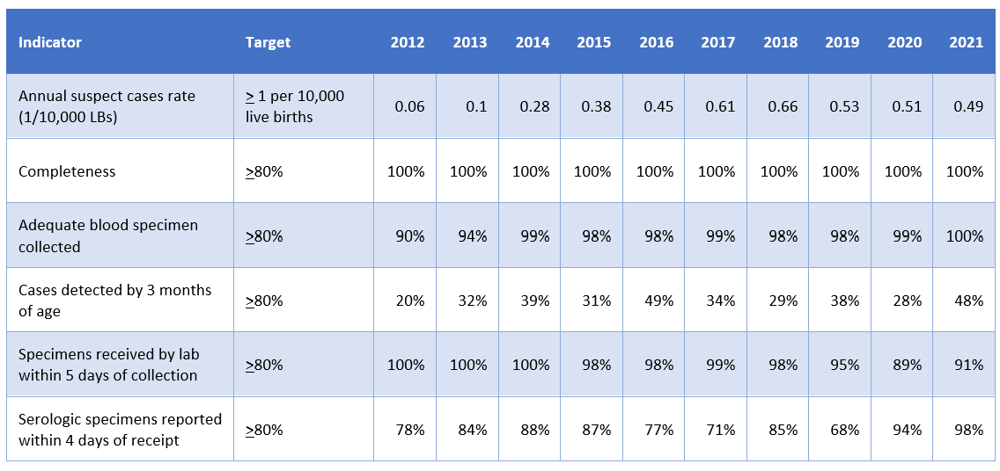 Indicator Target 2012 2013 2014 2015 2016 2017 2018 2019 2020 2021
Annual suspect cases rate
(1/10,000 LBs)
≥ 1 per 10,000
live births
0.06 0.1 0.28 0.38 0.45 0.61 0.66 0.53 0.51 0.49
Completeness ≥80% 100% 100% 100% 100% 100% 100% 100% 100% 100% 100%
Adequate blood specimen
collected
≥80% 90% 94% 99% 98% 98% 99% 98% 98% 99% 100%
Cases detected by 3 months
of age
≥80% 20% 32% 39% 31% 49% 34% 29% 38% 28% 48%
Specimens received by lab
within 5 days of collection
≥80% 100% 100% 100% 98% 98% 99% 98% 95% 89% 91%
Serologic specimens reported
within 4 days of receipt
≥80% 78% 84% 88% 87% 77% 71% 85% 68% 94% 98%